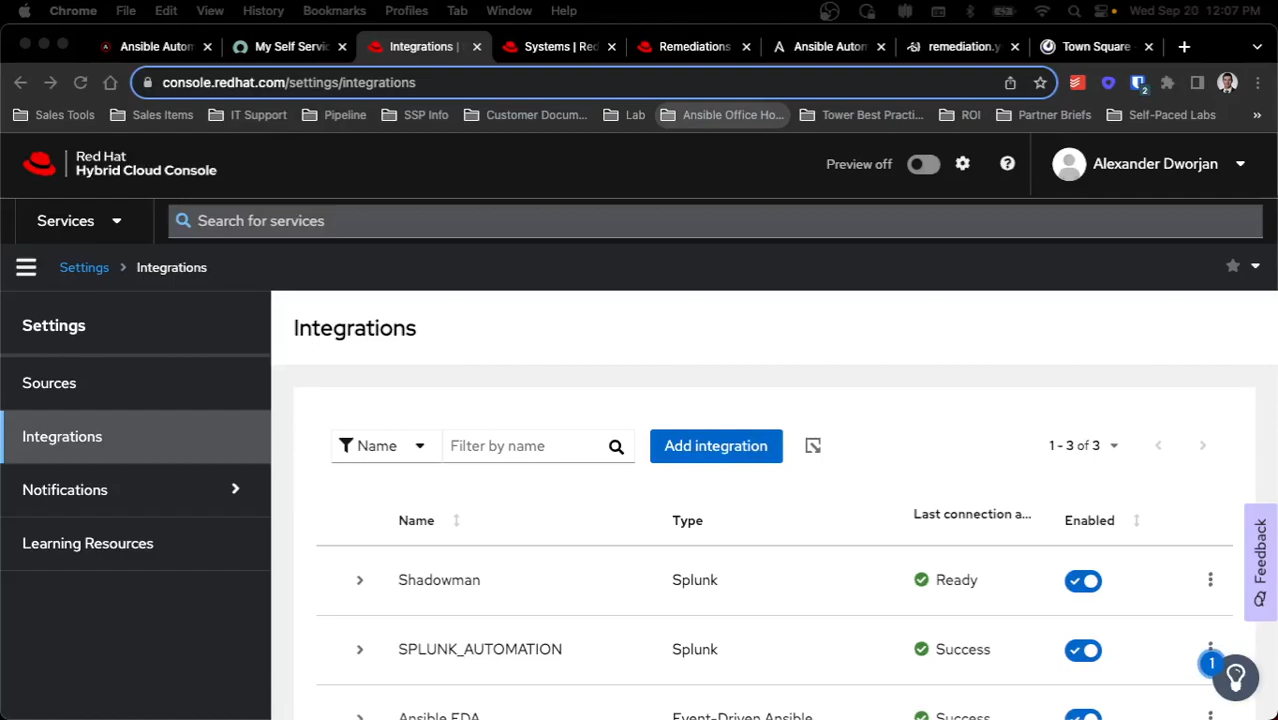 Chrome File Edit View History Bookmarks Profiles Tab Window Help Wed Sep 20 12:07 PM
Ansible Autom My Self Servic Integrations | Systems | Red Remediations Ansible Autom remediation.y Town Square
console.redhat.com/settings/integrations 2
Sales Tools Sales Items IT Support Pipeline SSP Info Customer Docum... Lab Ansible Office Ho... Tower Best Practi... ROI Partner Briefs Self-Paced Labs »
Red Hat
Hybrid Cloud Console
Preview off
Alexander Dworjan
Services
Search for services
Settings > Integrations
Settings
Sources
Integrations
Notifications
Learning Resources
Integrations
Name
Filter by name
Add integration
1 - 3 of 3
Name Type Last connection a... Enabled
Shadowman Splunk Ready
SPLUNK_AUTOMATION Splunk Success
Ansible EDA Event-Driven Ansible Success
Feedback
1